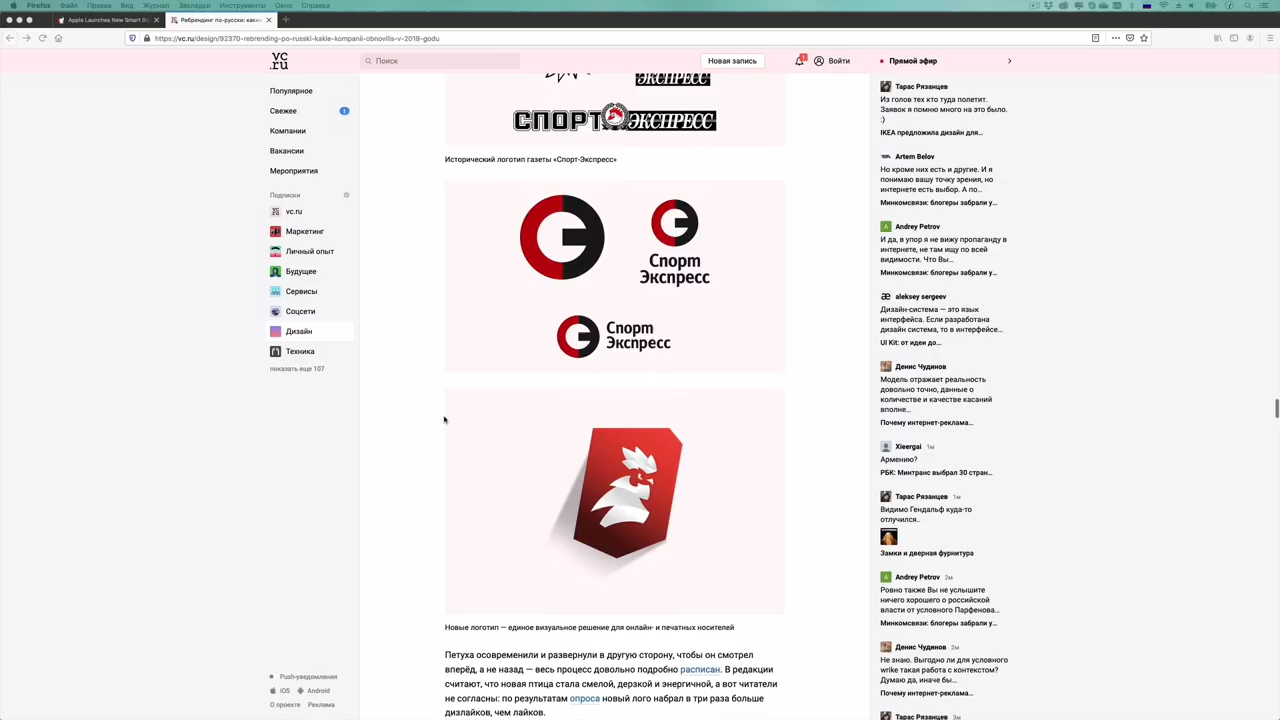 Firefox Файл Правка Вид Журнал Закладки Инструменты Окно Справка
Apple Launches New Smart Ba
Ребрендинг по-русски: каки
https://vc.ru/design/92370-rebrending-po-russki-kakie-kompanii-obnovilis-v-2019-godu
vc
.ru
Поиск
Новая запись
1
Войти
Популярное
Свежее 1
Компании
Вакансии
Мероприятия
Подписки
vc.ru
Маркетинг
Личный опыт
Будущее
Сервисы
Соцсети
Дизайн
Техника
показать еще 107
Push-уведомления
iOS Android
О проекте Реклама
ЭКСПРЕСС
СПОРТ ЭКСПРЕСС
Исторический логотип газеты «Спорт-Экспресс»
Спорт
Экспресс
Спорт
Экспресс
Новые логотип — единое визуальное решение для онлайн- и печатных носителей
Петуха осовременили и развернули в другую сторону, чтобы он смотрел
вперёд, а не назад — весь процесс довольно подробно расписан. В редакции
считают, что новая птица стала смелой, дерзкой и энергичной, а вот читатели
не согласны: по результатам опроса новый лого набрал в три раза больше
дизлайков, чем лайков.
Прямой эфир
Тарас Рязанцев
Из голов тех кто туда полетит.
Заявок я помню много на это было.
:)
IKEA предложила дизайн для...
Artem Belov
Но кроме них есть и другие. И я
понимаю вашу точку зрения, но
интернете есть выбор. А по...
Минкомсвязи: блогеры забрали у...
A Andrey Petrov
И да, в упор я не вижу пропаганду в
интернете, не там ищу по всей
видимости. Что Вы...
Минкомсвязи: блогеры забрали у...
æ aleksey sergeev
Дизайн-система — это язык
интерфейса. Если разработана
дизайн система, то в интерфейсе...
UI Kit: от идеи до...
Денис Чудинов
Модель отражает реальность
довольно точно, данные о
количестве и качестве касаний
вполне...
Почему интернет-реклама...
Xieergai 1м
Армению?
РБК: Минтранс выбрал 30 стран...
Тарас Рязанцев 1м
Видимо Гендальф куда-то
отлучился..
Замки и дверная фурнитура
A Andrey Petrov 2м
Ровно также Вы не услышите
ничего хорошего о российской
власти от условного Парфенова...
Минкомсвязи: блогеры забрали у...
Денис Чудинов 2м
Не знаю. Выгодно ли для условного
wrike такая работа с контекстом?
Думаю да, иначе бы...
Почему интернет-реклама...
Тарас Рязанцев 3м